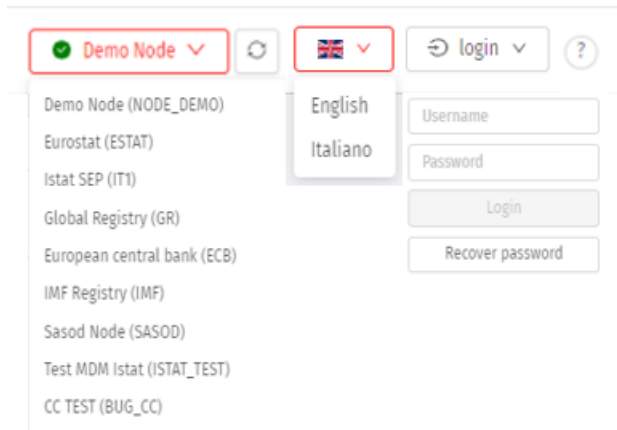 Demo Node
login
?
Demo Node (NODE_DEMO)
Eurostat (ESTAT)
Istat SEP (IT1)
Global Registry (GR)
European central bank (ECB)
IMF Registry (IMF)
Sasod Node (SASOD)
Test MDM Istat (ISTAT_TEST)
CC TEST (BUG_CC)
English
Italiano
Username
Password
Login
Recover password